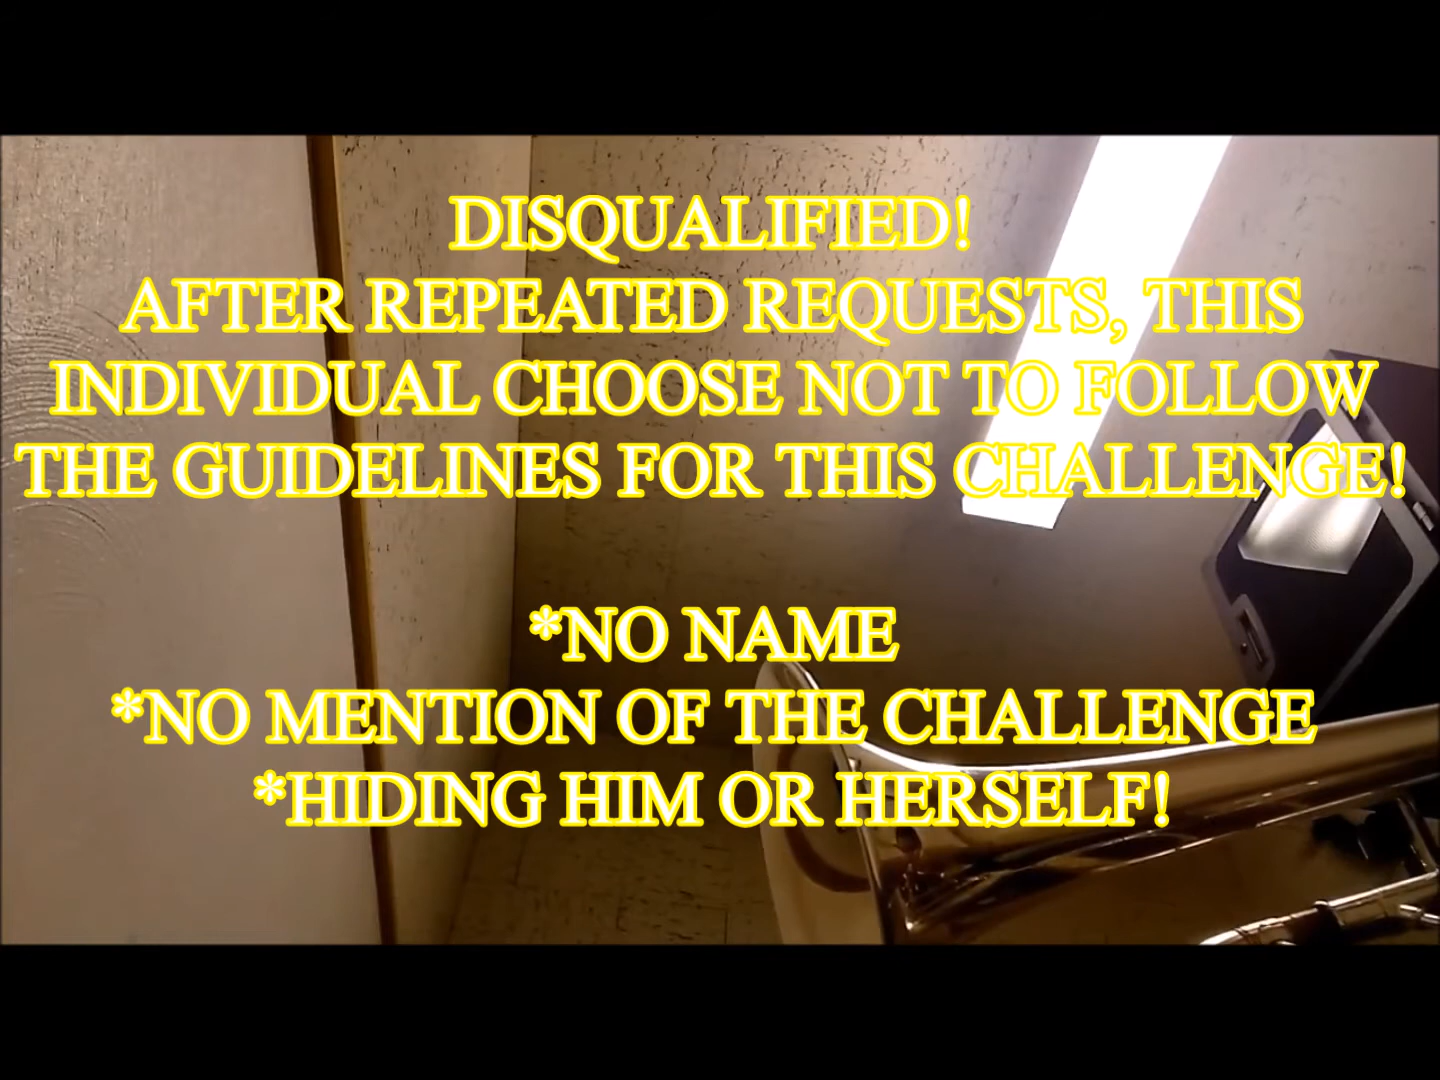 DISQUALIFIED!
AFTER REPEATED REQUESTS, THIS
INDIVIDUAL CHOOSE NOT TO FOLLOW
THE GUIDELINES FOR THIS CHALLENGE!
*NO NAME
*NO MENTION OF THE CHALLENGE
*HIDING HIM OR HERSELF!